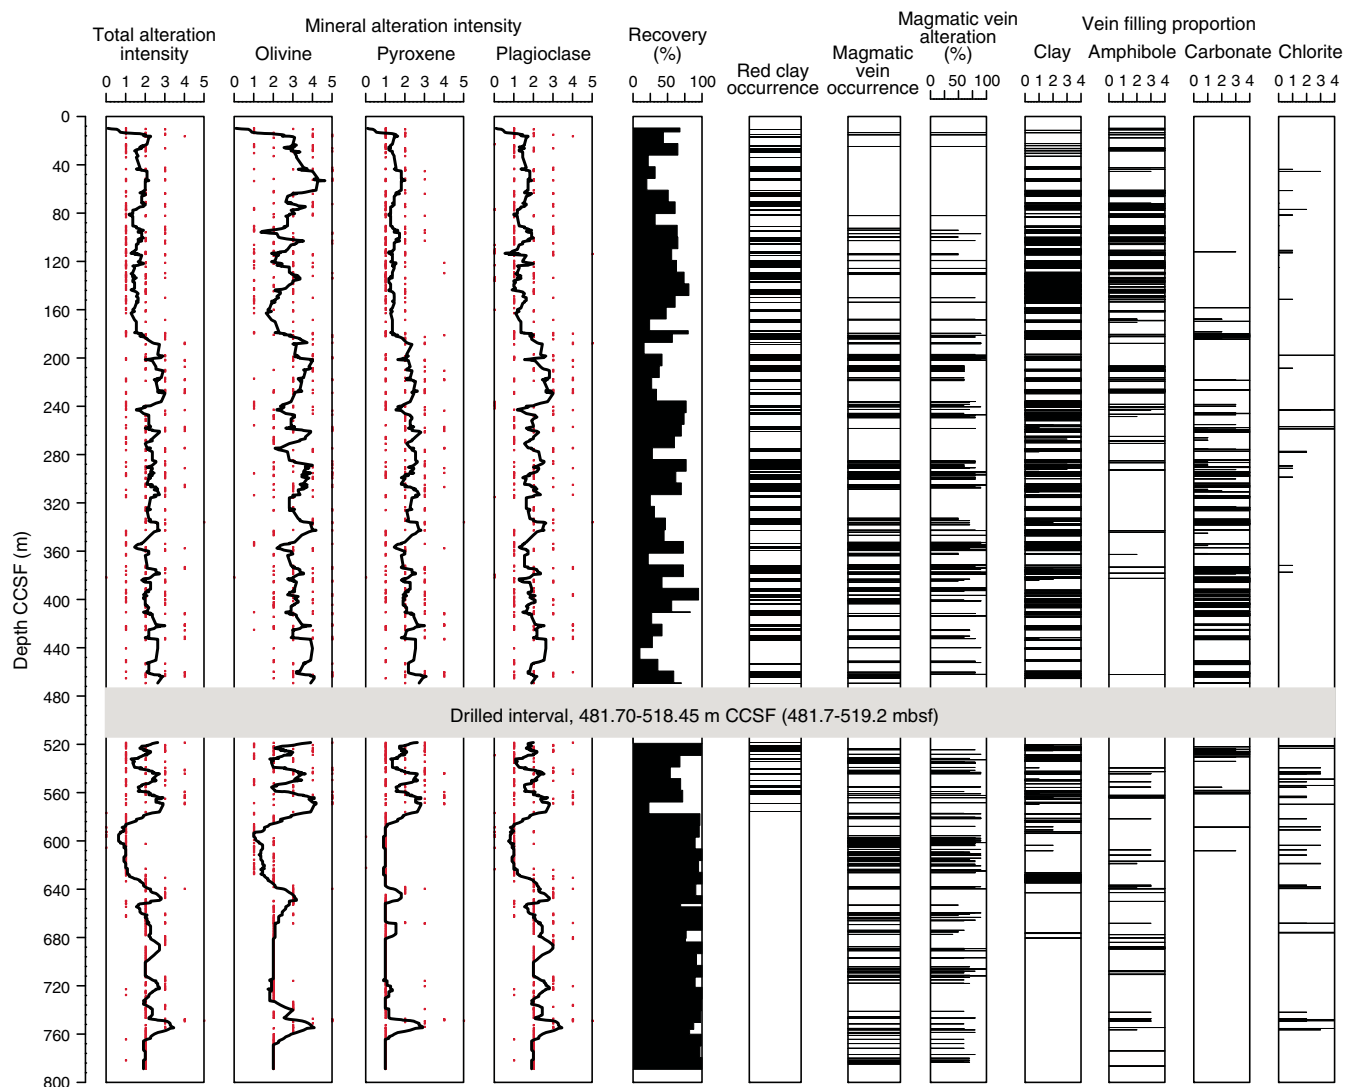 Mineral alteration intensity
Total alteration
intensity
Olivine
Pyroxene
Plagioclase
Recovery
(%)
Red clay
occurrence
Magmatic
vein
occurrence
Magmatic vein
alteration
(%)
Vein filling proportion
Clay
Amphibole
Carbonate
Chlorite
0 1 2 3 4 5
0 1 2 3 4 5
0 1 2 3 4 5
0 1 2 3 4 5
0 50 100
0 50 100
0 1 2 3 4
0 1 2 3 4
0 1 2 3 4
0 1 2 3 4
Depth CCSF (m)
0
40
80
120
160
200
240
280
320
360
400
440
480
520
560
600
640
680
720
760
800
Drilled interval, 481.70-518.45 m CCSF (481.7-519.2 mbsf)